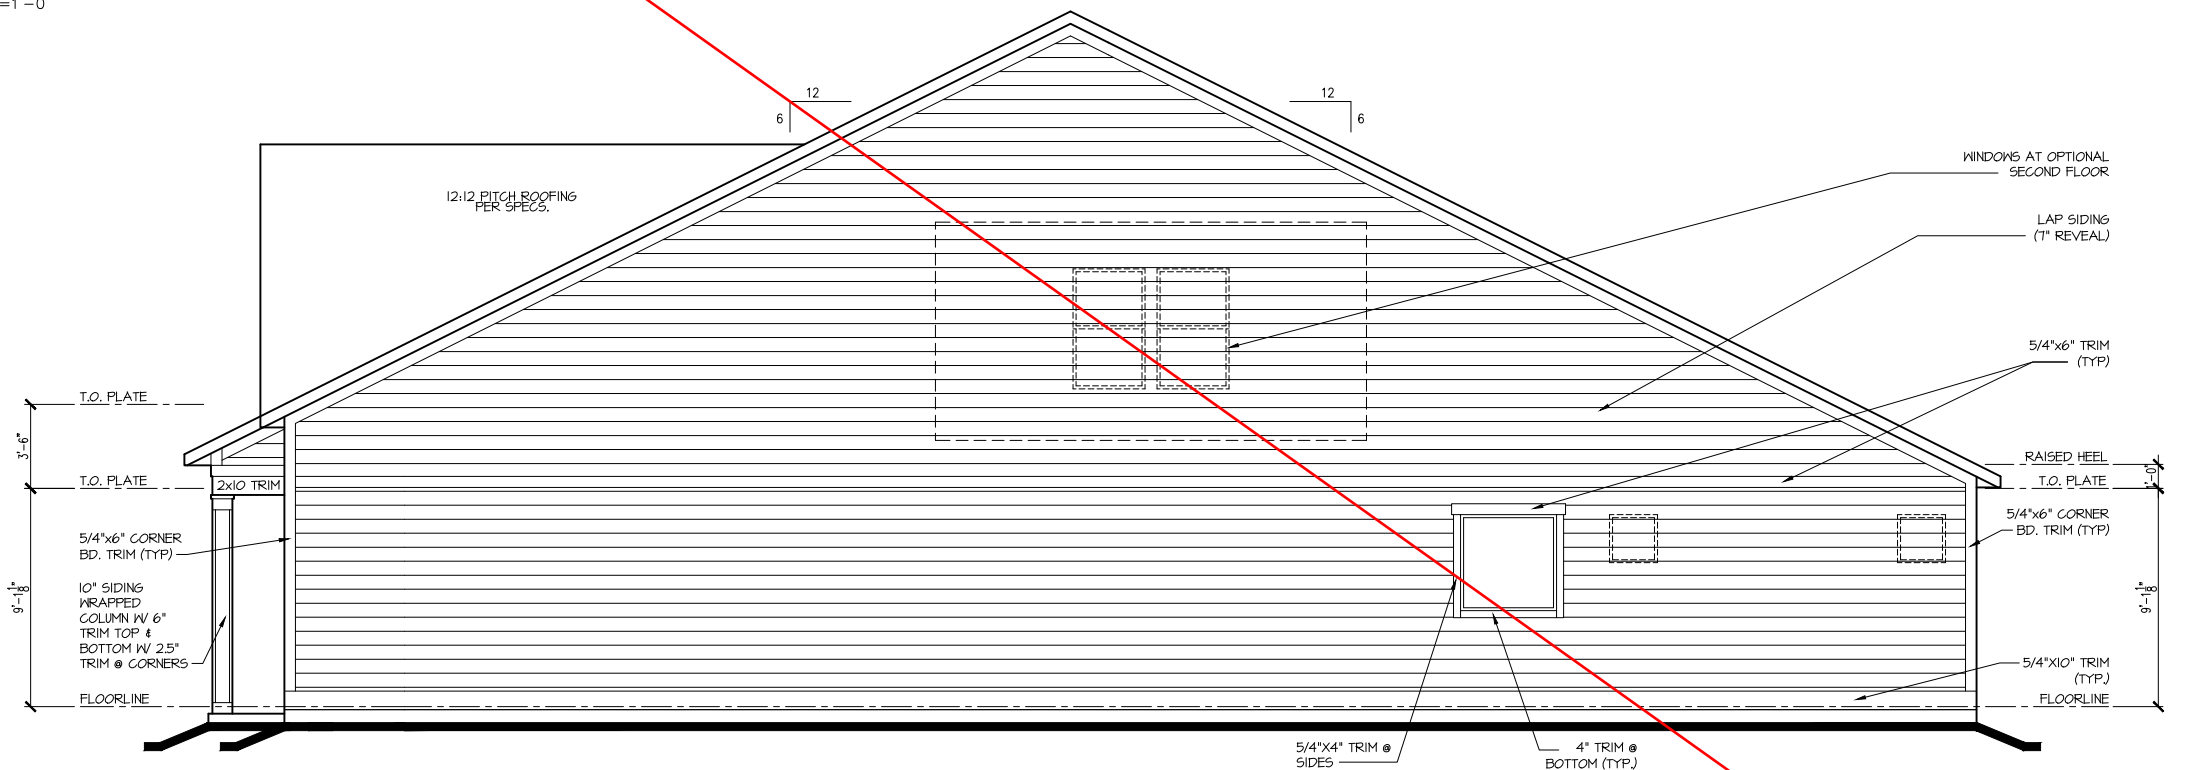 =1'-0
12
6
12
6
12:12 PITCH ROOFING
PER SPECS.
WINDOWS AT OPTIONAL
SECOND FLOOR
LAP SIDING
(7" REVEAL)
5/4"x6" TRIM
(TYP)
T.O. PLATE
3'-6"
T.O. PLATE
2x10 TRIM
RAISED HEEL
1'-0"
T.O. PLATE
5/4"x6" CORNER
BD. TRIM (TYP)
5/4"x6" CORNER
BD. TRIM (TYP)
10" SIDING
WRAPPED
COLUMN W/ 6"
TRIM TOP &
BOTTOM W/ 2.5"
TRIM @ CORNERS
9'-1 1/8"
9'-1 1/8"
5/4"X10" TRIM
(TYP.)
FLOORLINE
FLOORLINE
5/4"X4" TRIM @
SIDES
4" TRIM @
BOTTOM (TYP.)